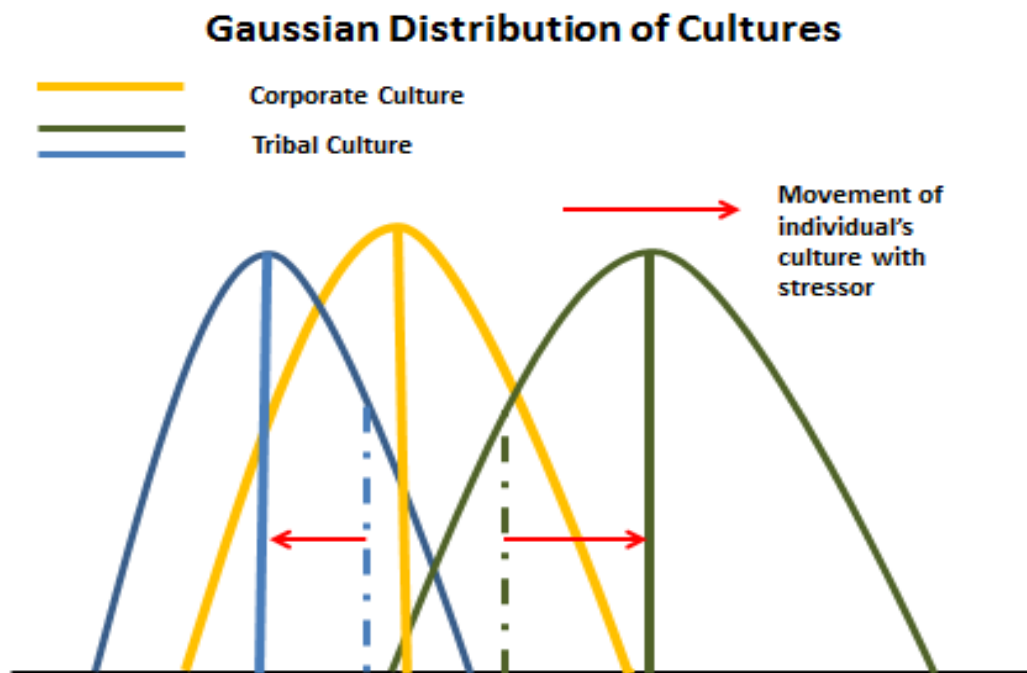 Gaussian Distribution of Cultures
Corporate Culture
Tribal Culture
Movement of
individual's
culture with
stressor